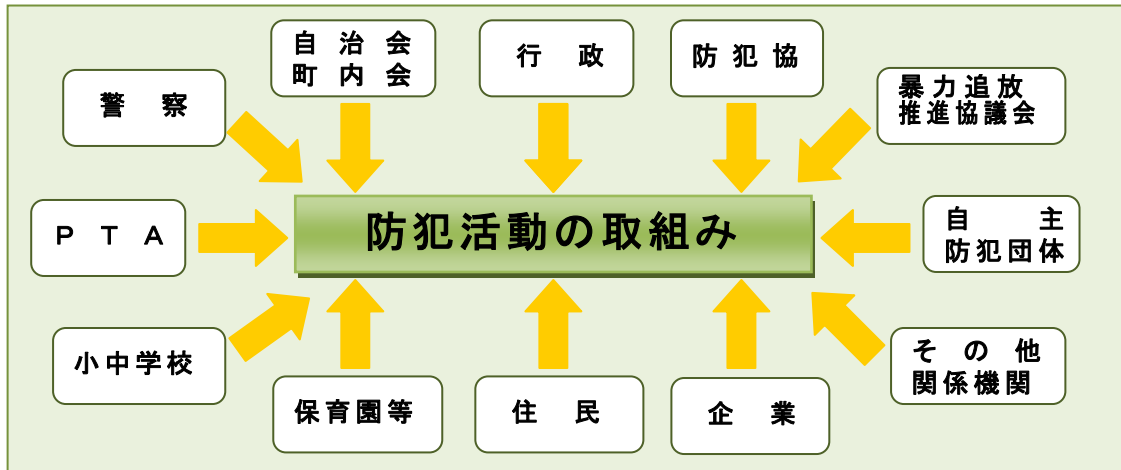 自治会
町内会
行政
防犯協
暴力追放
推進協議会
警察
防犯活動の取組み
PTA
自主
防犯団体
小中学校
その他
関係機関
保育園等
住民
企業